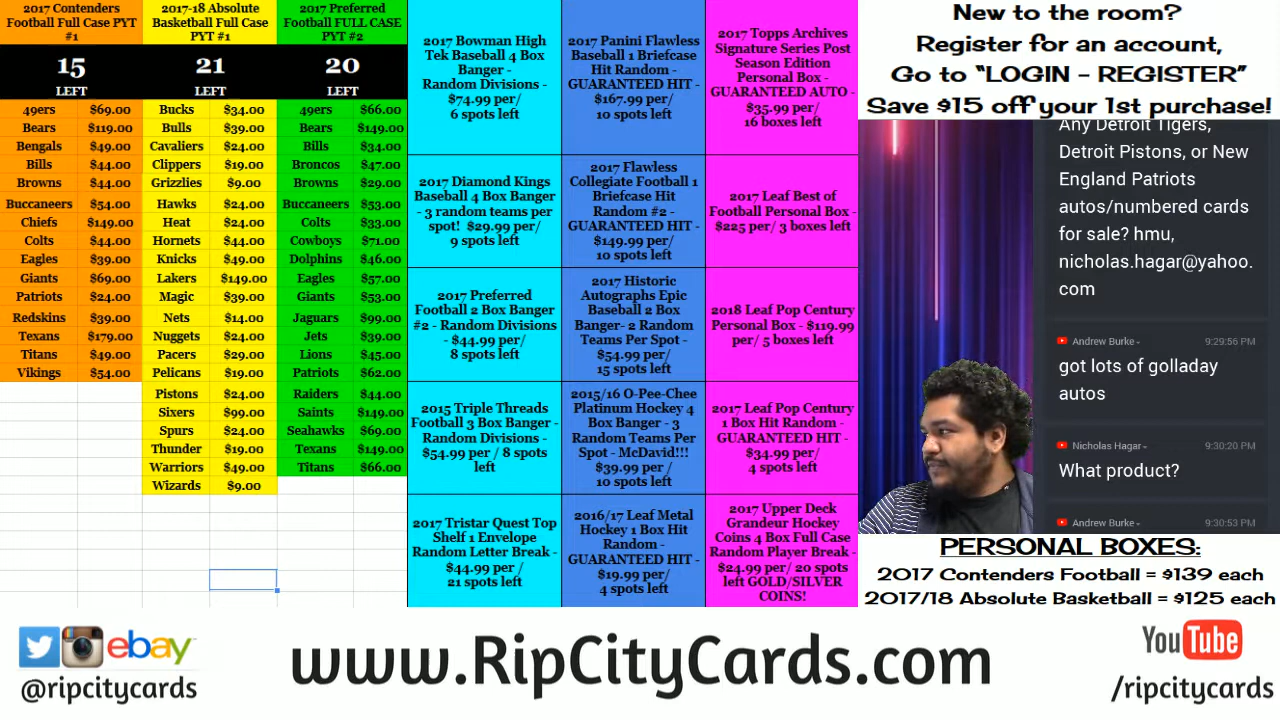 2017 Contenders
Football Full Case PYT
#1
15
LEFT
49ers $69.00
Bears $119.00
Bengals $49.00
Bills $44.00
Browns $44.00
Buccaneers $54.00
Chiefs $149.00
Colts $44.00
Eagles $39.00
Giants $69.00
Patriots $24.00
Redskins $39.00
Texans $179.00
Titans $49.00
Vikings $54.00
2017-18 Absolute
Basketball Full Case
PYT #1
21
LEFT
Bucks $34.00
Bulls $39.00
Cavaliers $24.00
Clippers $19.00
Grizzlies $9.00
Hawks $24.00
Heat $24.00
Hornets $44.00
Knicks $49.00
Lakers $149.00
Magic $39.00
Nets $14.00
Nuggets $24.00
Pacers $29.00
Pelicans $19.00
Pistons $24.00
Sixers $99.00
Spurs $24.00
Thunder $19.00
Warriors $49.00
Wizards $9.00
2017 Preferred
Football FULL CASE
PYT #2
20
LEFT
49ers $66.00
Bears $149.00
Bills $34.00
Broncos $47.00
Browns $29.00
Buccaneers $53.00
Colts $33.00
Cowboys $71.00
Dolphins $46.00
Eagles $57.00
Giants $53.00
Jaguars $99.00
Jets $39.00
Lions $45.00
Patriots $62.00
Raiders $44.00
Saints $149.00
Seahawks $69.00
Texans $149.00
Titans $66.00
2017 Bowman High
Tek Baseball 4 Box
Banger -
Random Divisions -
$74.99 per/
6 spots left
2017 Diamond Kings
Baseball 4 Box Banger
- 3 random teams per
spot! $29.99 per/
9 spots left
2017 Preferred
Football 2 Box Banger
#2 - Random Divisions
- $44.99 per/
8 spots left
2015 Triple Threads
Football 3 Box Banger -
Random Divisions -
$54.99 per / 8 spots
left
2017 Tristar Quest Top
Shelf 1 Envelope
Random Letter Break -
$44.99 per /
21 spots left
2017 Panini Flawless
Baseball 1 Briefcase
Hit Random -
GUARANTEED HIT -
$167.99 per/
10 spots left
2017 Flawless
Collegiate Football 1
Briefcase Hit
Random #2 -
GUARANTEED HIT -
$149.99 per/
10 spots left
2017 Historic
Autographs Epic
Baseball 2 Box
Banger- 2 Random
Teams Per Spot -
$54.99 per/
15 spots left
2015/16 O-Pee-Chee
Platinum Hockey 4
Box Banger - 3
Random Teams Per
Spot - McDavid!!!
$39.99 per/
10 spots left
2016/17 Leaf Metal
Hockey 1 Box Hit
Random -
GUARANTEED HIT -
$19.99 per/
4 spots left
2017 Topps Archives
Signature Series Post
Season Edition
Personal Box -
GUARANTEED AUTO -
$35.99 per/
16 boxes left
2017 Leaf Best of
Football Personal Box -
$225 per/ 3 boxes left
2018 Leaf Pop Century
Personal Box - $119.99
per/ 5 boxes left
2017 Leaf Pop Century
1 Box Hit Random -
GUARANTEED HIT -
$34.99 per/
4 spots left
2017 Upper Deck
Grandeur Hockey
Coins 4 Box Full Case
Random Player Break -
$24.99 per/ 20 spots
left GOLD/SILVER
COINS!
New to the room?
Register for an account,
Go to "LOGIN - REGISTER"
Save $15 off your 1st purchase!
Any Detroit Tigers,
Detroit Pistons, or New
England Patriots
autos/numbered cards
for sale? hmu,
nicholas.hagar@yahoo.
com
Andrew Burke 9:29:56 PM
got lots of golladay
autos
Nicholas Hagar 9:30:20 PM
What product?
Andrew Burke 9:30:53 PM
PERSONAL BOXES:
2017 Contenders Football = $139 each
2017/18 Absolute Basketball = $125 each
ebay
@ripcitycards
www.RipCityCards.com
YouTube
/ripcitycards